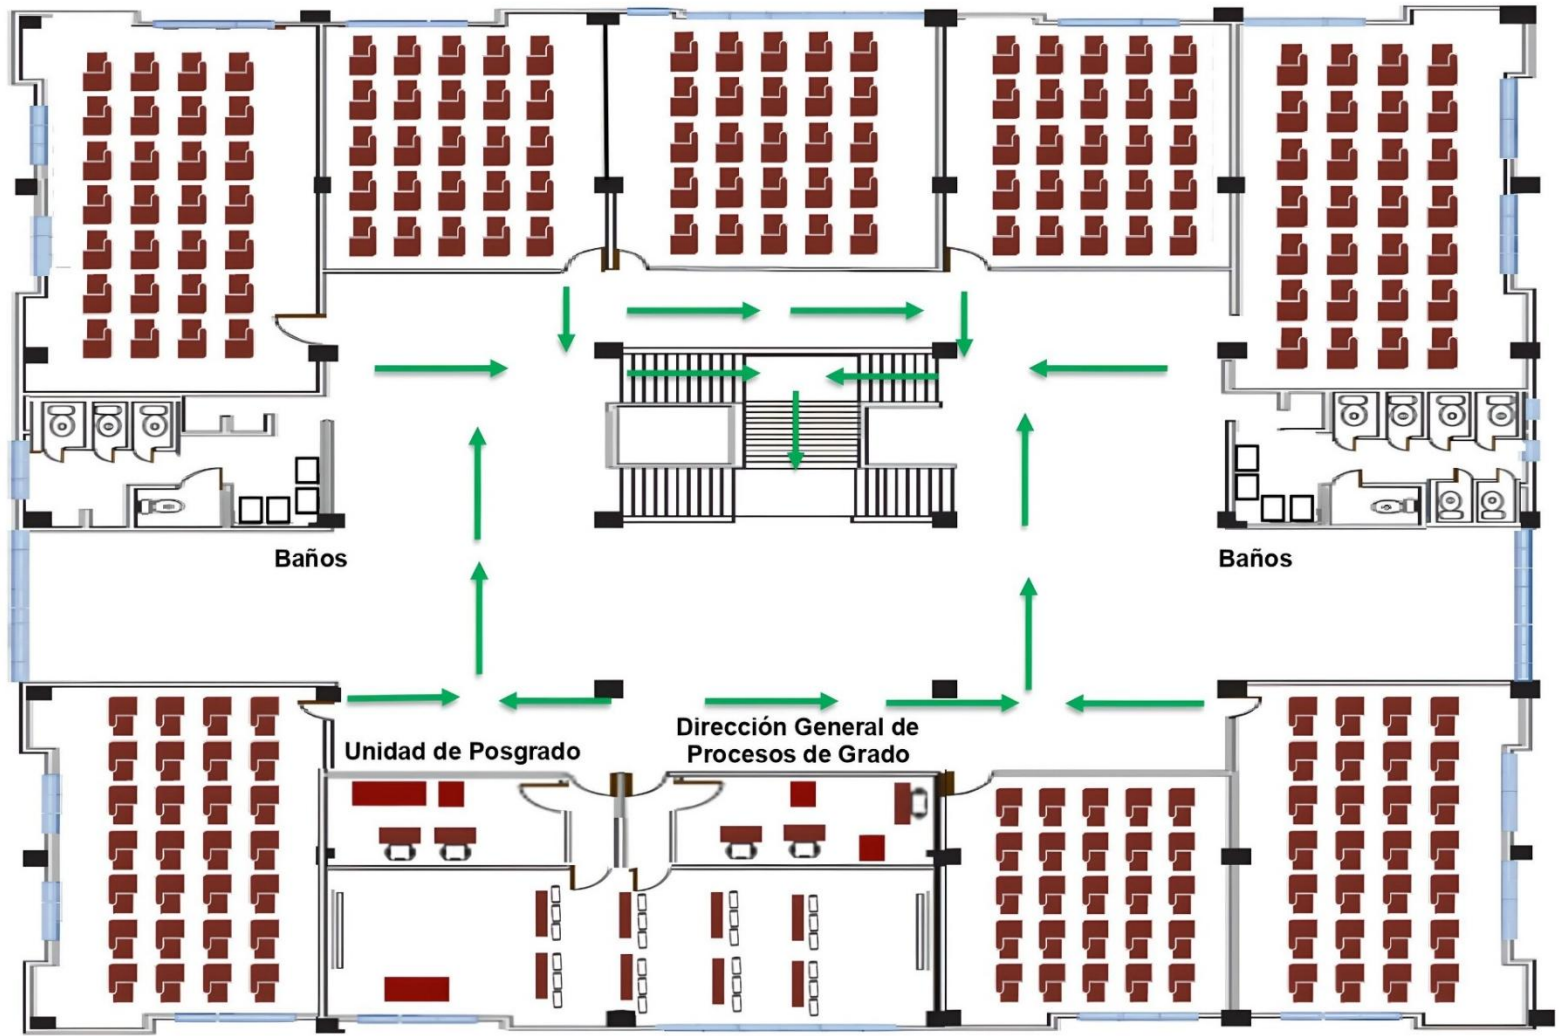 Baños
Baños
Unidad de Posgrado
Dirección General de
Procesos de Grado